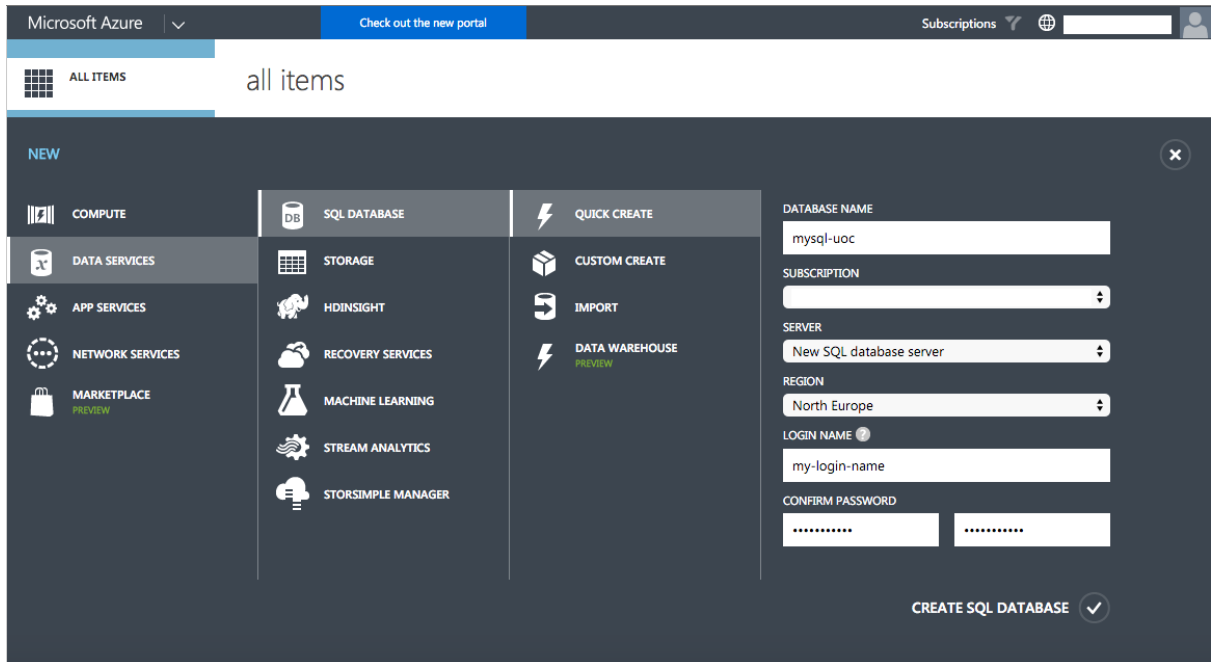 Microsoft Azure
Check out the new portal
Subscriptions
ALL ITEMS
all items
NEW
COMPUTE
DATA SERVICES
APP SERVICES
NETWORK SERVICES
MARKETPLACE
PREVIEW
DB
SQL DATABASE
STORAGE
HDINSIGHT
RECOVERY SERVICES
MACHINE LEARNING
STREAM ANALYTICS
STORSIMPLE MANAGER
QUICK CREATE
CUSTOM CREATE
IMPORT
DATA WAREHOUSE
PREVIEW
DATABASE NAME
mysql-uoc
SUBSCRIPTION
SERVER
New SQL database server
REGION
North Europe
LOGIN NAME ?
my-login-name
CONFIRM PASSWORD
••••••••••• •••••••••••
CREATE SQL DATABASE